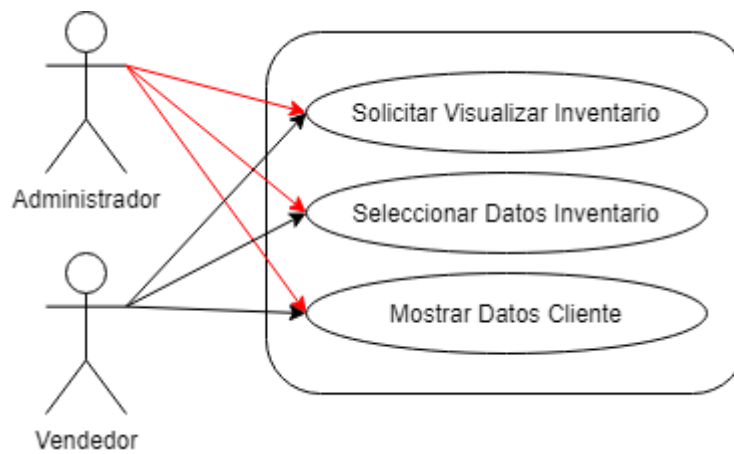 Solicitar Visualizar Inventario
Administrador
Seleccionar Datos Inventario
Mostrar Datos Cliente
Vendedor